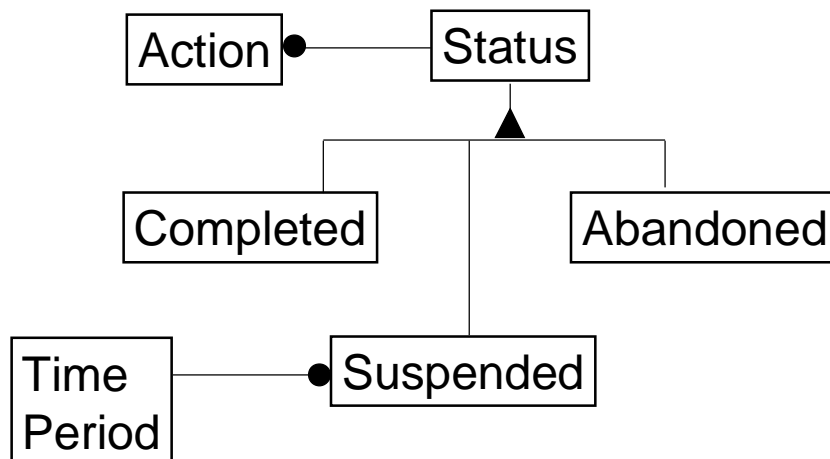 Action
Status
Completed
Abandoned
Suspended
Time
Period